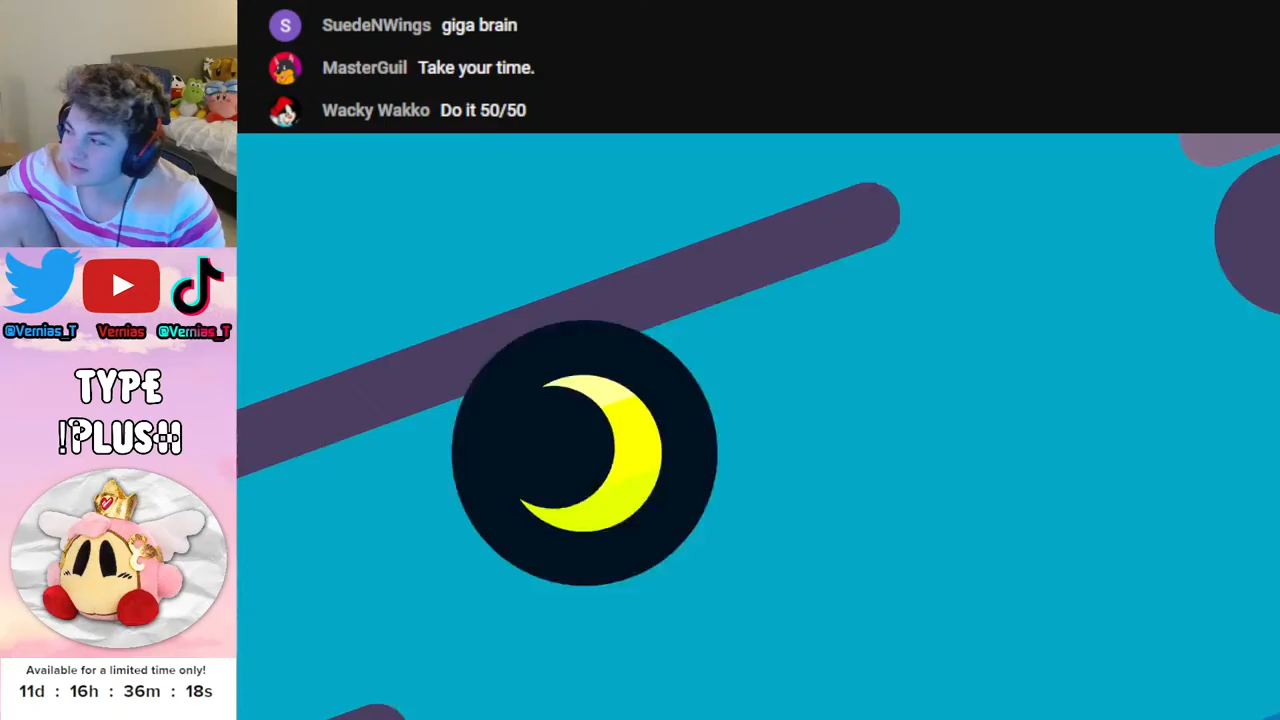 SuedeNWings giga brain
MasterGuil Take your time.
Wacky Wakko Do it 50/50
S
@Vernias_T Vernias @Vernias_T
TYPE
!PLUSH
Available for a limited time only!
11d : 16h : 36m : 18s